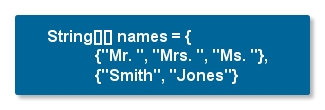 String[][] names = {
{"Mr. ", "Mrs. ", "Ms. "},
{"Smith", "Jones"}